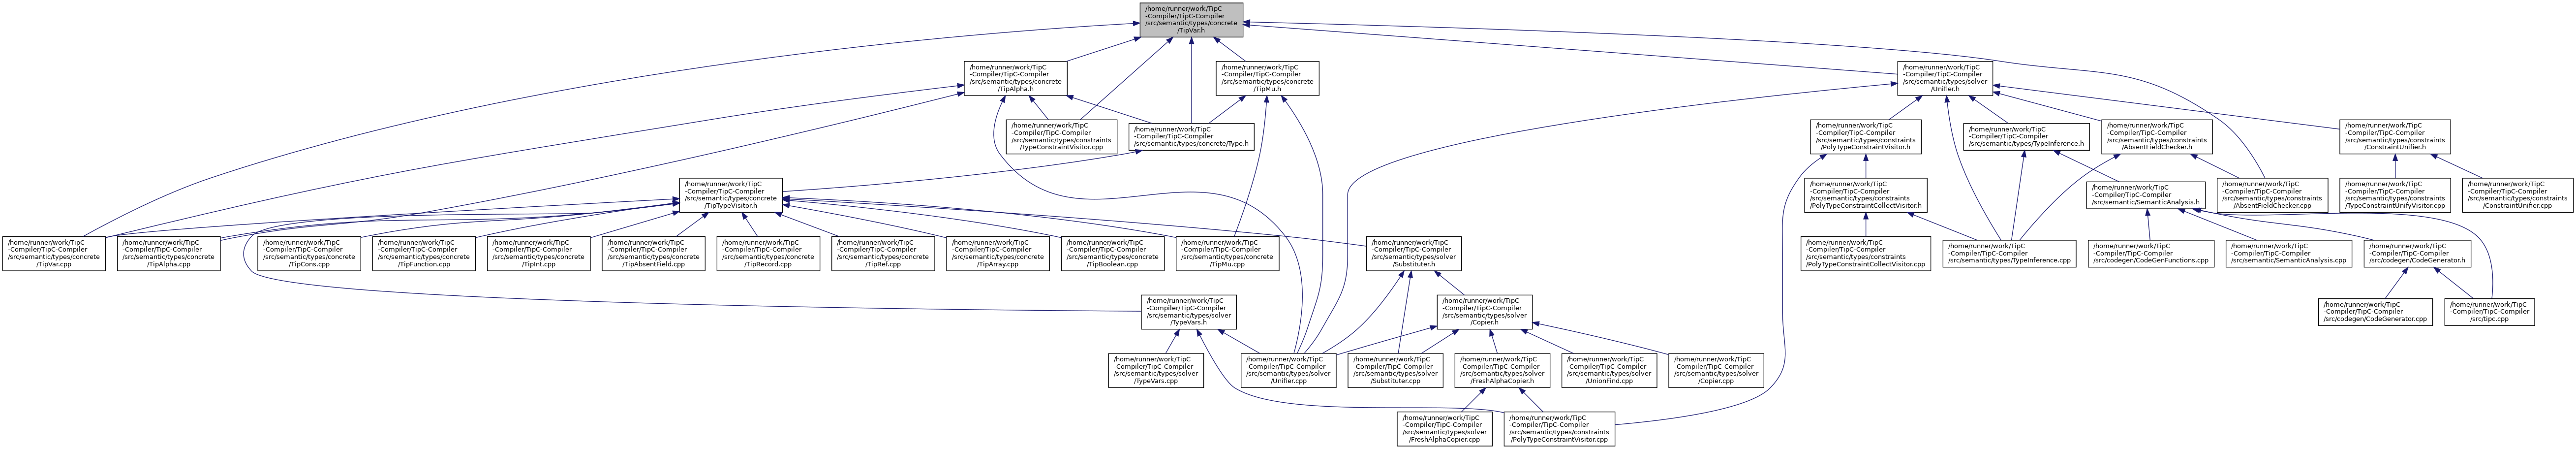 /home/runner/work/TipC
-Compiler/TipC-Compiler
/src/semantic/types/concrete
/TipVar.h
/home/runner/work/TipC
-Compiler/TipC-Compiler
/src/semantic/types/concrete
/TipAlpha.h
/home/runner/work/TipC
-Compiler/TipC-Compiler
/src/semantic/types/concrete
/TipMu.h
/home/runner/work/TipC
-Compiler/TipC-Compiler
/src/semantic/types/solver
/Unifier.h
/home/runner/work/TipC
-Compiler/TipC-Compiler
/src/semantic/types/constraints
/TypeConstraintVisitor.cpp
/home/runner/work/TipC
-Compiler/TipC-Compiler
/src/semantic/types/concrete/Type.h
/home/runner/work/TipC
-Compiler/TipC-Compiler
/src/semantic/types/constraints
/PolyTypeConstraintVisitor.h
/home/runner/work/TipC
-Compiler/TipC-Compiler
/src/semantic/types/TypeInference.h
/home/runner/work/TipC
-Compiler/TipC-Compiler
/src/semantic/types/constraints
/AbsentFieldChecker.h
/home/runner/work/TipC
-Compiler/TipC-Compiler
/src/semantic/types/constraints
/ConstraintUnifier.h
/home/runner/work/TipC
-Compiler/TipC-Compiler
/src/semantic/types/concrete
/TipTypeVisitor.h
/home/runner/work/TipC
-Compiler/TipC-Compiler
/src/semantic/types/constraints
/PolyTypeConstraintCollectVisitor.h
/home/runner/work/TipC
-Compiler/TipC-Compiler
/src/semantic/SemanticAnalysis.h
/home/runner/work/TipC
-Compiler/TipC-Compiler
/src/semantic/types/constraints
/AbsentFieldChecker.cpp
/home/runner/work/TipC
-Compiler/TipC-Compiler
/src/semantic/types/constraints
/TypeConstraintUnifyVisitor.cpp
/home/runner/work/TipC
-Compiler/TipC-Compiler
/src/semantic/types/constraints
/ConstraintUnifier.cpp
/home/runner/work/TipC
-Compiler/TipC-Compiler
/src/semantic/types/concrete
/TipVar.cpp
/home/runner/work/TipC
-Compiler/TipC-Compiler
/src/semantic/types/concrete
/TipAlpha.cpp
/home/runner/work/TipC
-Compiler/TipC-Compiler
/src/semantic/types/concrete
/TipCons.cpp
/home/runner/work/TipC
-Compiler/TipC-Compiler
/src/semantic/types/concrete
/TipFunction.cpp
/home/runner/work/TipC
-Compiler/TipC-Compiler
/src/semantic/types/concrete
/TipInt.cpp
/home/runner/work/TipC
-Compiler/TipC-Compiler
/src/semantic/types/concrete
/TipAbsentField.cpp
/home/runner/work/TipC
-Compiler/TipC-Compiler
/src/semantic/types/concrete
/TipRecord.cpp
/home/runner/work/TipC
-Compiler/TipC-Compiler
/src/semantic/types/concrete
/TipRef.cpp
/home/runner/work/TipC
-Compiler/TipC-Compiler
/src/semantic/types/concrete
/TipArray.cpp
/home/runner/work/TipC
-Compiler/TipC-Compiler
/src/semantic/types/concrete
/TipBoolean.cpp
/home/runner/work/TipC
-Compiler/TipC-Compiler
/src/semantic/types/concrete
/TipMu.cpp
/home/runner/work/TipC
-Compiler/TipC-Compiler
/src/semantic/types/solver
/Substituter.h
/home/runner/work/TipC
-Compiler/TipC-Compiler
/src/semantic/types/constraints
/PolyTypeConstraintCollectVisitor.cpp
/home/runner/work/TipC
-Compiler/TipC-Compiler
/src/semantic/types/TypeInference.cpp
/home/runner/work/TipC
-Compiler/TipC-Compiler
/src/codegen/CodeGenFunctions.cpp
/home/runner/work/TipC
-Compiler/TipC-Compiler
/src/semantic/SemanticAnalysis.cpp
/home/runner/work/TipC
-Compiler/TipC-Compiler
/src/codegen/CodeGenerator.h
/home/runner/work/TipC
-Compiler/TipC-Compiler
/src/semantic/types/solver
/TypeVars.h
/home/runner/work/TipC
-Compiler/TipC-Compiler
/src/semantic/types/solver
/Copier.h
/home/runner/work/TipC
-Compiler/TipC-Compiler
/src/codegen/CodeGenerator.cpp
/home/runner/work/TipC
-Compiler/TipC-Compiler
/src/tipc.cpp
/home/runner/work/TipC
-Compiler/TipC-Compiler
/src/semantic/types/solver
/TypeVars.cpp
/home/runner/work/TipC
-Compiler/TipC-Compiler
/src/semantic/types/solver
/Unifier.cpp
/home/runner/work/TipC
-Compiler/TipC-Compiler
/src/semantic/types/solver
/Substituter.cpp
/home/runner/work/TipC
-Compiler/TipC-Compiler
/src/semantic/types/solver
/FreshAlphaCopier.h
/home/runner/work/TipC
-Compiler/TipC-Compiler
/src/semantic/types/solver
/UnionFind.cpp
/home/runner/work/TipC
-Compiler/TipC-Compiler
/src/semantic/types/solver
/Copier.cpp
/home/runner/work/TipC
-Compiler/TipC-Compiler
/src/semantic/types/solver
/FreshAlphaCopier.cpp
/home/runner/work/TipC
-Compiler/TipC-Compiler
/src/semantic/types/constraints
/PolyTypeConstraintVisitor.cpp